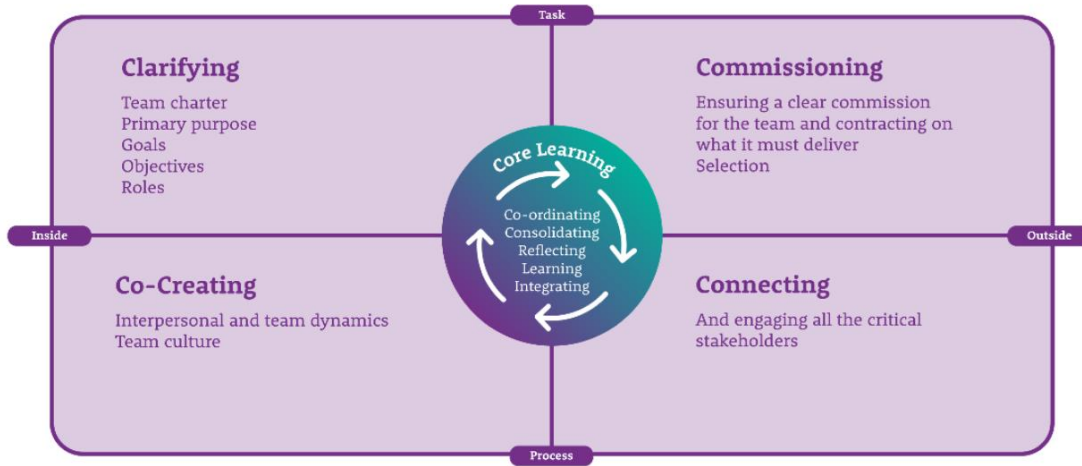 Task
Clarifying
Team charter
Primary purpose
Goals
Objectives
Roles
Commissioning
Ensuring a clear commission
for the team and contracting on
what it must deliver
Selection
Core Learning
Co-ordinating
Consolidating
Reflecting
Learning
Integrating
Inside
Outside
Co-Creating
Interpersonal and team dynamics
Team culture
Connecting
And engaging all the critical
stakeholders
Process